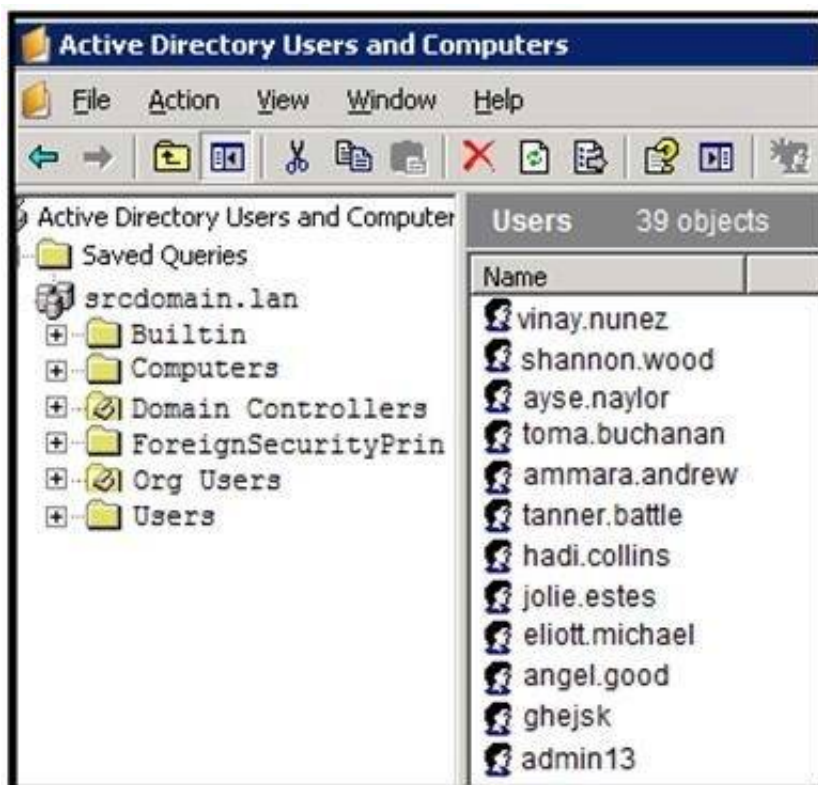 Active Directory Users and Computers
File Action View Window Help
Active Directory Users and Computer
Saved Queries
srcdomain.lan
Builtin
Computers
Domain Controllers
ForeignSecurityPrin
Org Users
Users
Users 39 objects
Name
vinay.nunez
shannon.wood
ayse.naylor
toma.buchanan
ammara.andrew
tanner.battle
hadi.collins
jolie.estes
eliott.michael
angel.good
ghejsk
admin13